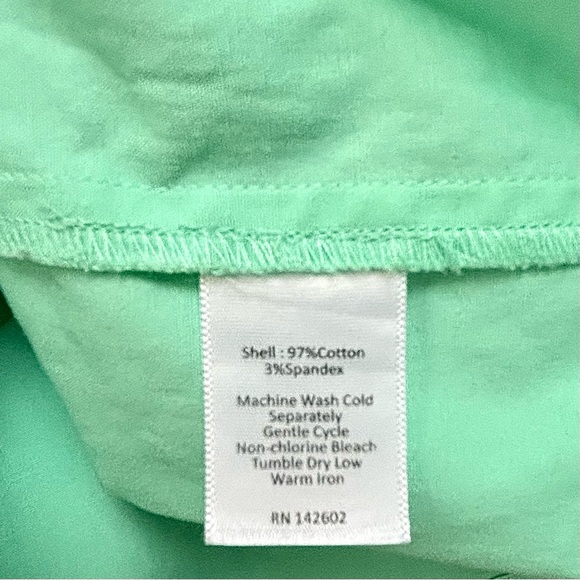 Shell : 97%Cotton
3%Spandex
Machine Wash Cold
Separately
Gentle Cycle
Non-chlorine Bleach
Tumble Dry Low
Warm Iron
RN 142602